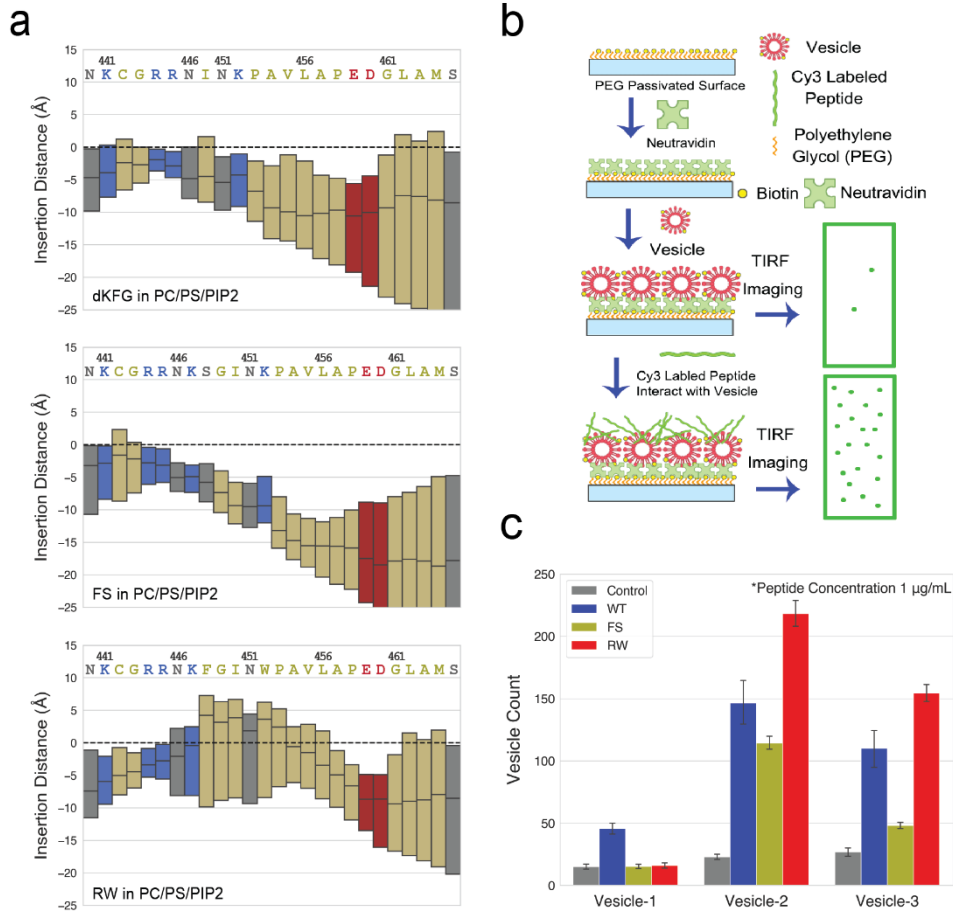 a
15
10
5
0
−5
−10
−15
−20
−25
Insertion Distance (Å)
441 446 451 456 461
NKCGRRNINKPAVLAPEDGLAMS
dKFG in PC/PS/PIP2
15
10
5
0
−5
−10
−15
−20
−25
Insertion Distance (Å)
441 446 451 456 461
NKCGRRNKSGINKPAVLAPEDGLAMS
FS in PC/PS/PIP2
15
10
5
0
−5
−10
−15
−20
−25
Insertion Distance (Å)
441 446 451 456 461
NKCGRRNKFGINWPAVLAPEDGLAMS
RW in PC/PS/PIP2
b
PEG Passivated Surface
Neutravidin
Vesicle
Cy3 Labeled
Peptide
Polyethylene
Glycol (PEG)
Biotin
Neutravidin
Vesicle
TIRF
Imaging
Cy3 Labled Peptide
Interact with Vesicle
TIRF
Imaging
c
250
200
150
100
50
0
Vesicle Count
Control
WT
FS
RW
*Peptide Concentration 1 μg/mL
Vesicle-1
Vesicle-2
Vesicle-3